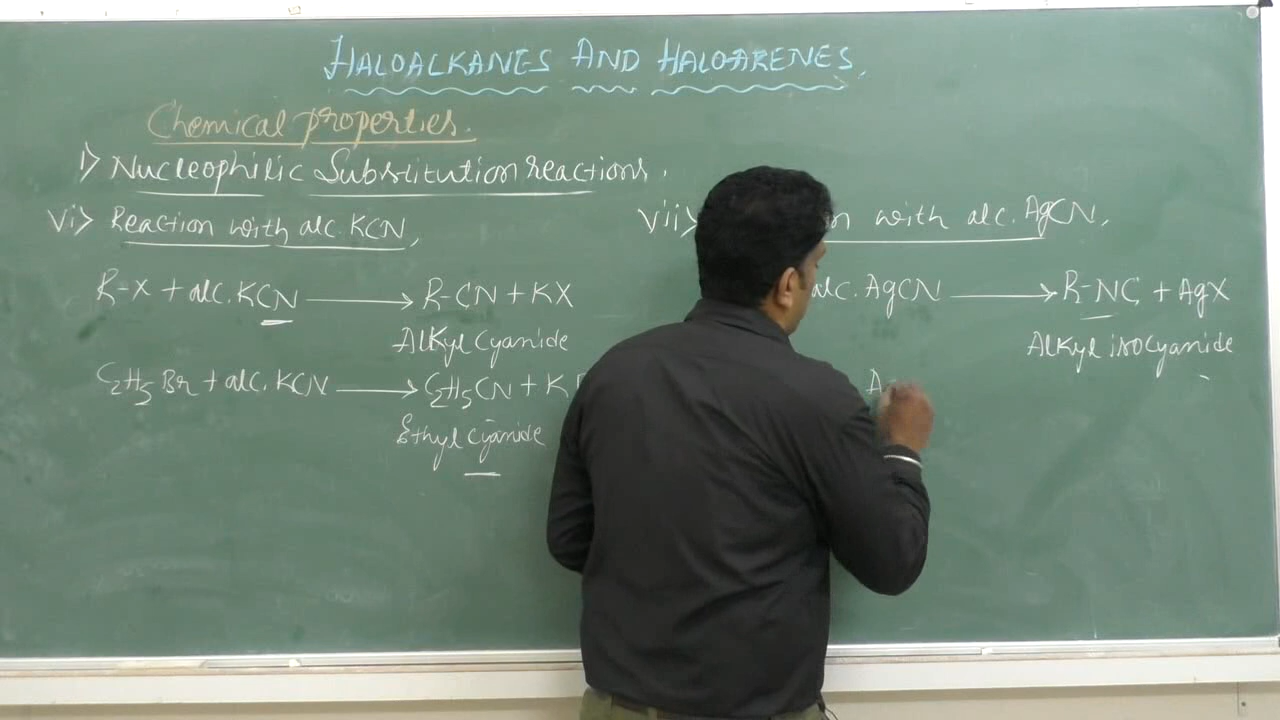 HALOALKANES AND HALOARENES,
Chemical properties.
i> Nucleophilic Substitution reactions.
vi> Reaction with alc. KCN,
R-X + alc. KCN → R-CN + KX
Alkyl Cyanide
C₂H₅Br + alc. KCN → C₂H₅CN + K
Ethyl cyanide
vii> with alc. AgCN,
alc. AgCN → R-NC + AgX
Alkyl isocyanide
A